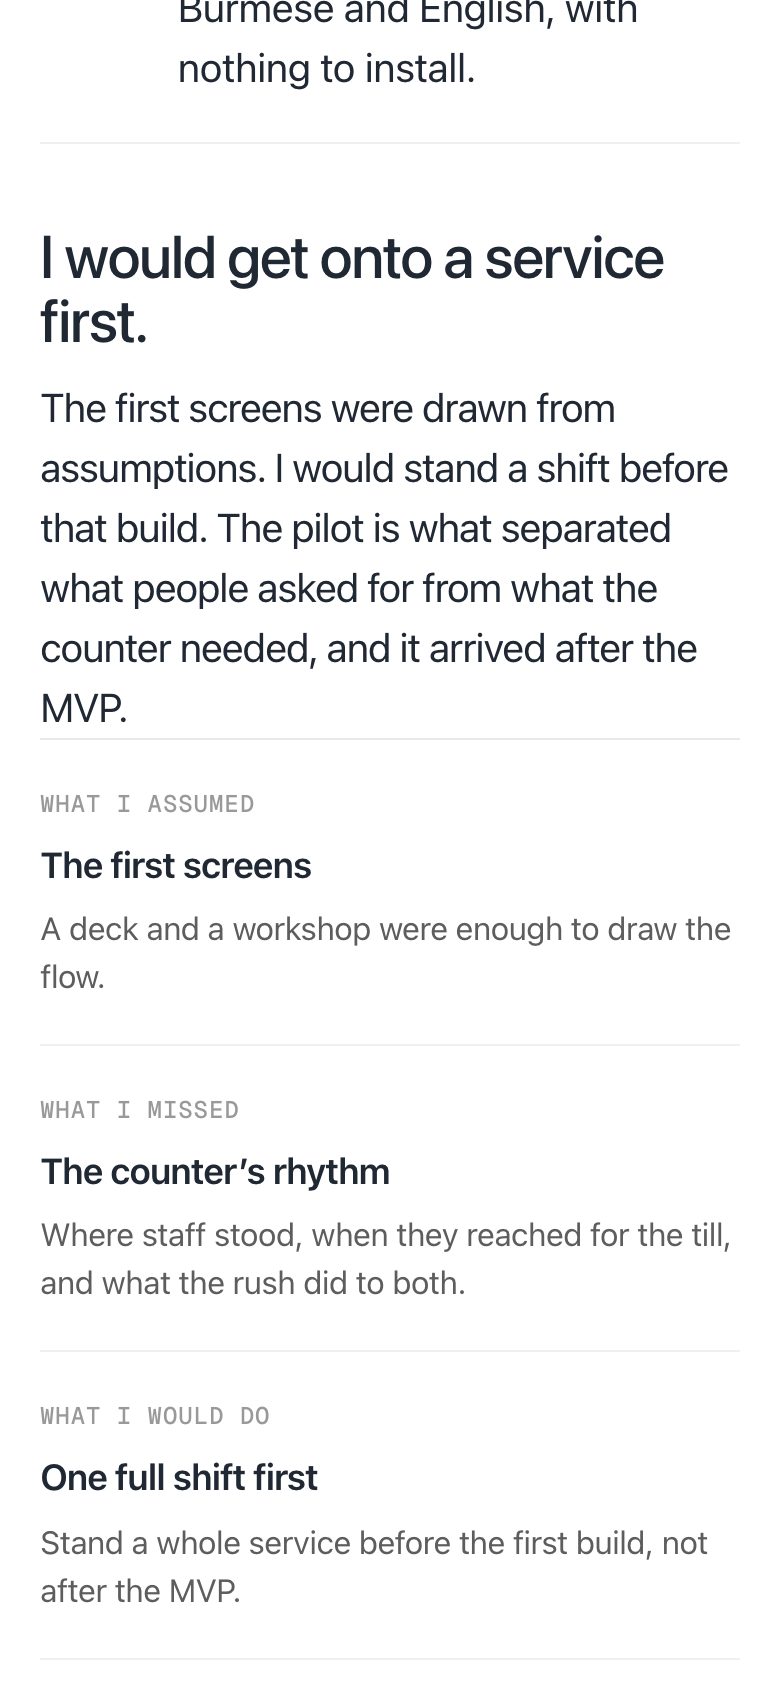 Burmese and English, with
nothing to install.
I would get onto a service
first.
The first screens were drawn from
assumptions. I would stand a shift before
that build. The pilot is what separated
what people asked for from what the
counter needed, and it arrived after the
MVP.
WHAT I ASSUMED
The first screens
A deck and a workshop were enough to draw the
flow.
WHAT I MISSED
The counter’s rhythm
Where staff stood, when they reached for the till,
and what the rush did to both.
WHAT I WOULD DO
One full shift first
Stand a whole service before the first build, not
after the MVP.